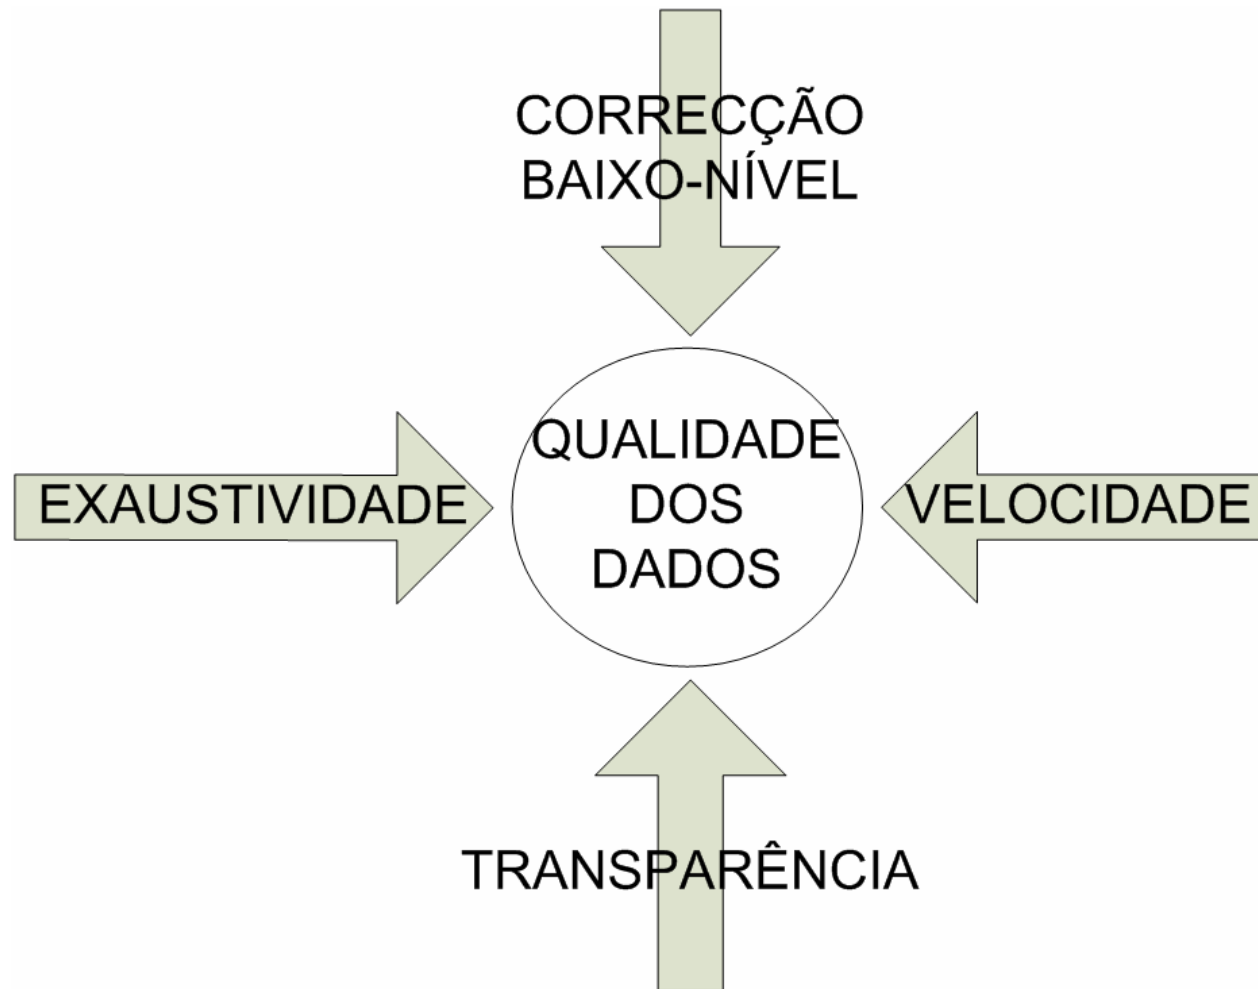 CORRECÇÃO
BAIXO-NÍVEL
QUALIDADE
DOS
DADOS
EXAUSTIVIDADE
VELOCIDADE
TRANSPARÊNCIA